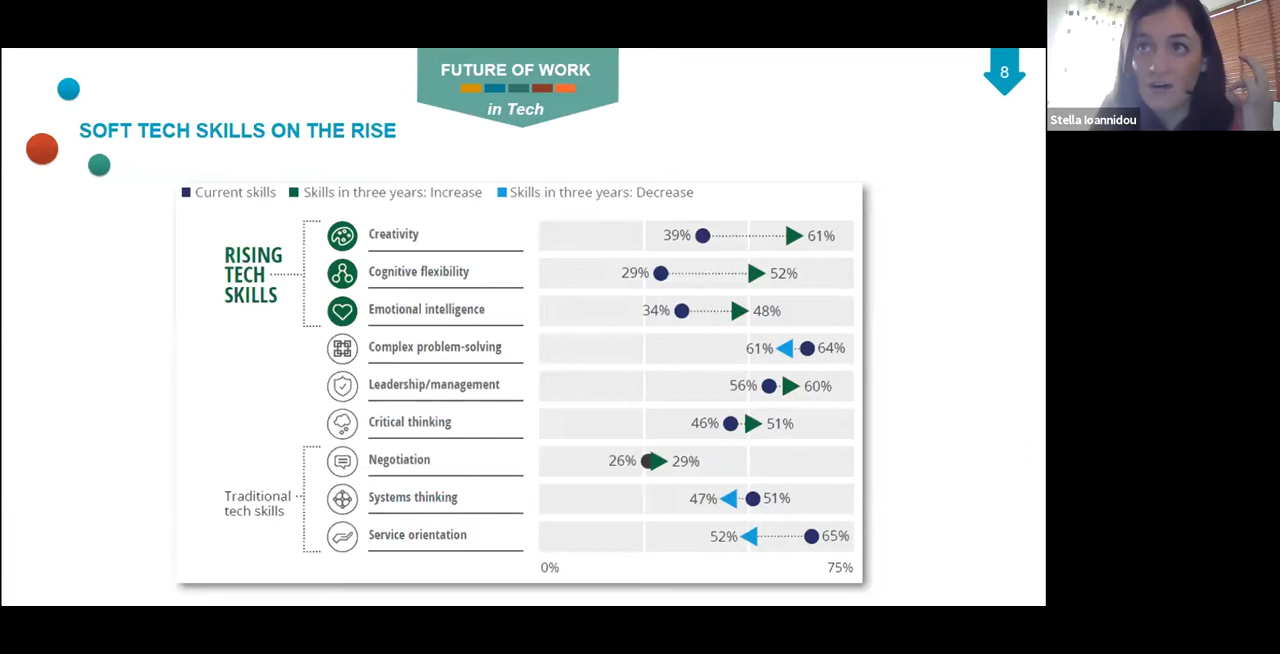 FUTURE OF WORK
in Tech
8
Stella Ioannidou
SOFT TECH SKILLS ON THE RISE
Current skills Skills in three years: Increase Skills in three years: Decrease
RISING
TECH
SKILLS
Creativity 39% 61%
Cognitive flexibility 29% 52%
Emotional intelligence 34% 48%
Complex problem-solving 61% 64%
Leadership/management 56% 60%
Critical thinking 46% 51%
Traditional
tech skills
Negotiation 26% 29%
Systems thinking 47% 51%
Service orientation 52% 65%
0% 75%